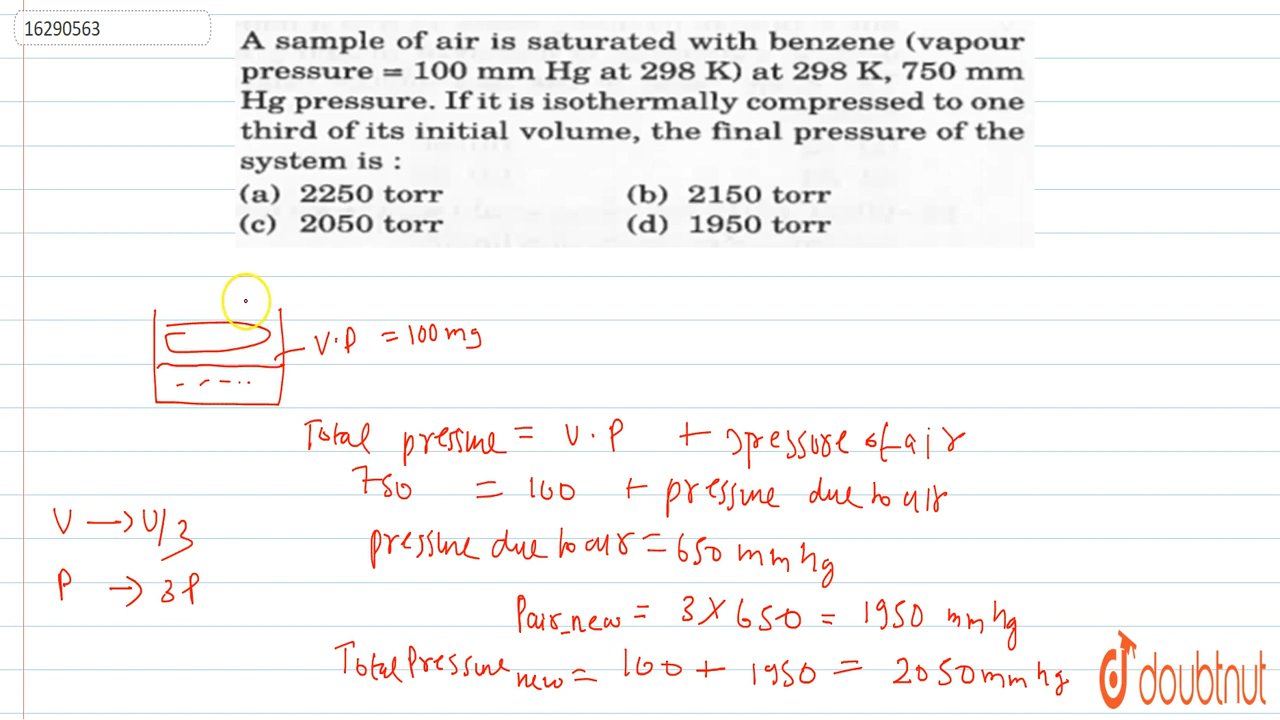 16290563
A sample of air is saturated with benzene (vapour
pressure = 100 mm Hg at 298 K) at 298 K, 750 mm
Hg pressure. If it is isothermally compressed to one
third of its initial volume, the final pressure of the
system is :
(a) 2250 torr (b) 2150 torr
(c) 2050 torr (d) 1950 torr
V.P = 100 mg
Total pressure = V.P + pressure of air
750 = 100 + pressure due to air
V → V/3
pressure due to air = 650 mm hg
P → 3P
Pair_new = 3 X 650 = 1950 mm hg
Total Pressure new = 100 + 1950 = 2050 mm hg
doubtnut